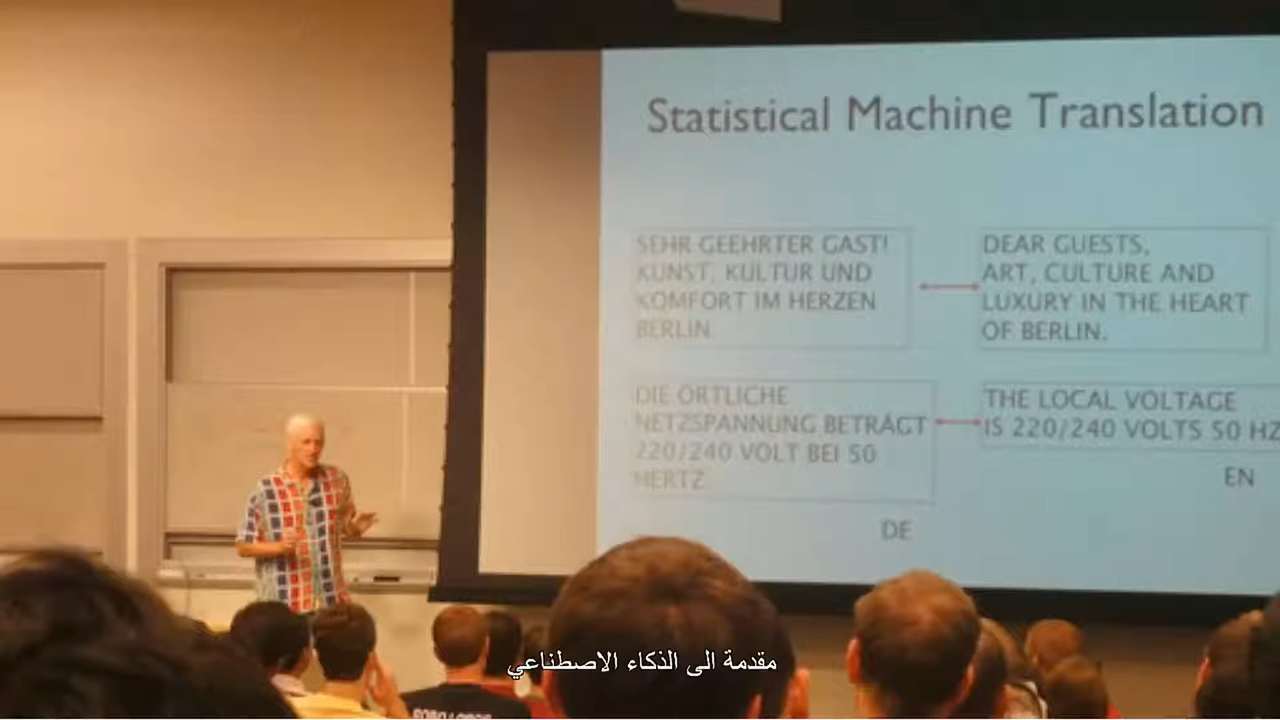 Statistical Machine Translation
SEHR GEEHRTER GAST!
KUNST, KULTUR UND
KOMFORT IM HERZEN
BERLIN.
DEAR GUESTS,
ART, CULTURE AND
LUXURY IN THE HEART
OF BERLIN.
DIE ÖRTLICHE
NETZSPANNUNG BETRÄGT
220/240 VOLT BEI 50
HERTZ.
THE LOCAL VOLTAGE
IS 220/240 VOLTS 50 HZ
DE
EN
مقدمة الى الذكاء الاصطناعي